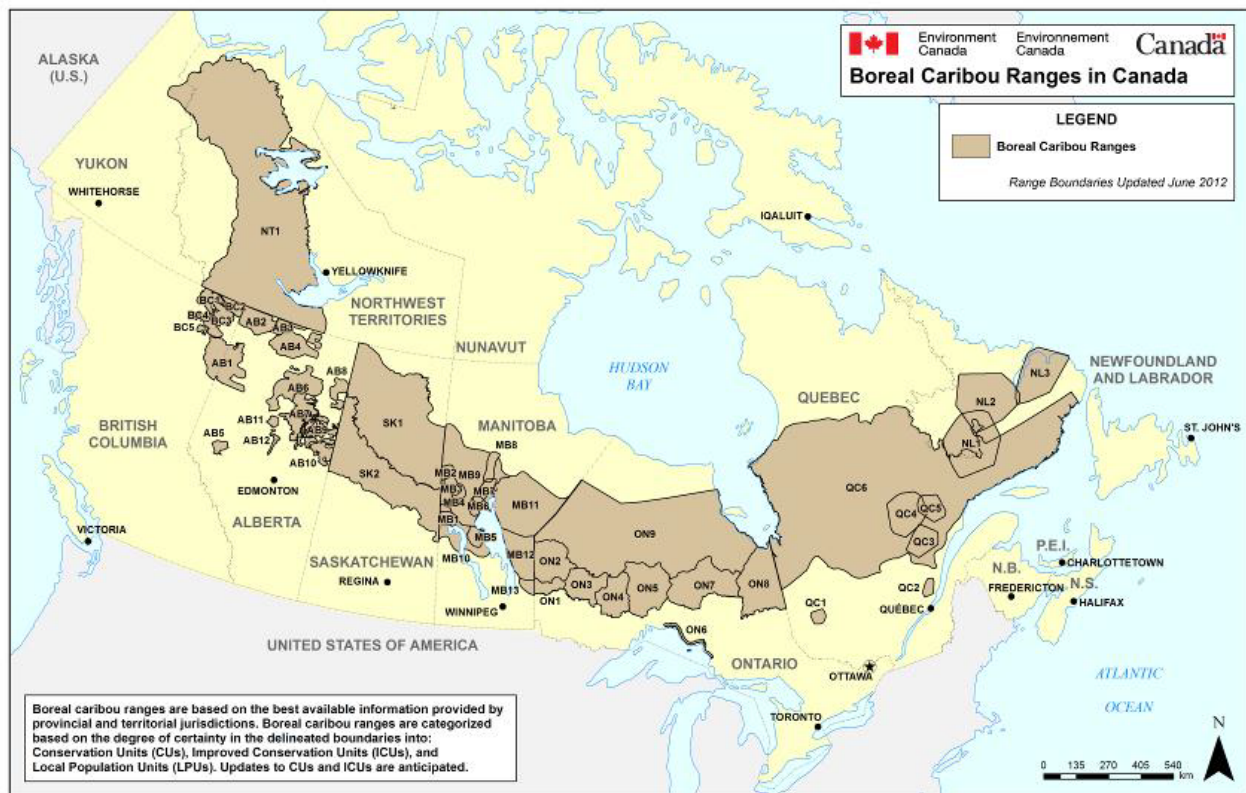 Environment
Canada
Environnement
Canada
Canada
Boreal Caribou Ranges in Canada
LEGEND
Boreal Caribou Ranges
Range Boundaries Updated June 2012
ALASKA
(U.S.)
YUKON
WHITEHORSE
IQALUIT
NT1
YELLOWKNIFE
NORTHWEST
TERRITORIES
NUNAVUT
BC1
BC2
BC4
BC3
BC5
AB2
AB3
AB4
AB1
AB8
AB6
AB7
AB9
AB11
AB12
AB5
AB10
HUDSON
BAY
NEWFOUNDLAND
AND LABRADOR
NL3
NL2
NL1
QUEBEC
ST. JOHN'S
BRITISH
COLUMBIA
MANITOBA
SK1
SK2
MB8
MB2
MB9
MB3
MB7
MB4
MB6
MB11
MB1
MB5
MB10
MB12
MB13
EDMONTON
ALBERTA
VICTORIA
SASKATCHEWAN
REGINA
WINNIPEG
QC6
QC4
QC5
QC3
QC2
QC1
ON9
ON2
ON3
ON4
ON5
ON7
ON8
ON1
ON6
P.E.I.
CHARLOTTETOWN
N.B.
FREDERICTON
N.S.
HALIFAX
QUÉBEC
UNITED STATES OF AMERICA
ONTARIO
OTTAWA
TORONTO
ATLANTIC
OCEAN
Boreal caribou ranges are based on the best available information provided by
provincial and territorial jurisdictions. Boreal caribou ranges are categorized
based on the degree of certainty in the delineated boundaries into:
Conservation Units (CUs), Improved Conservation Units (ICUs), and
Local Population Units (LPUs). Updates to CUs and ICUs are anticipated.
N
0 135 270 405 540
km